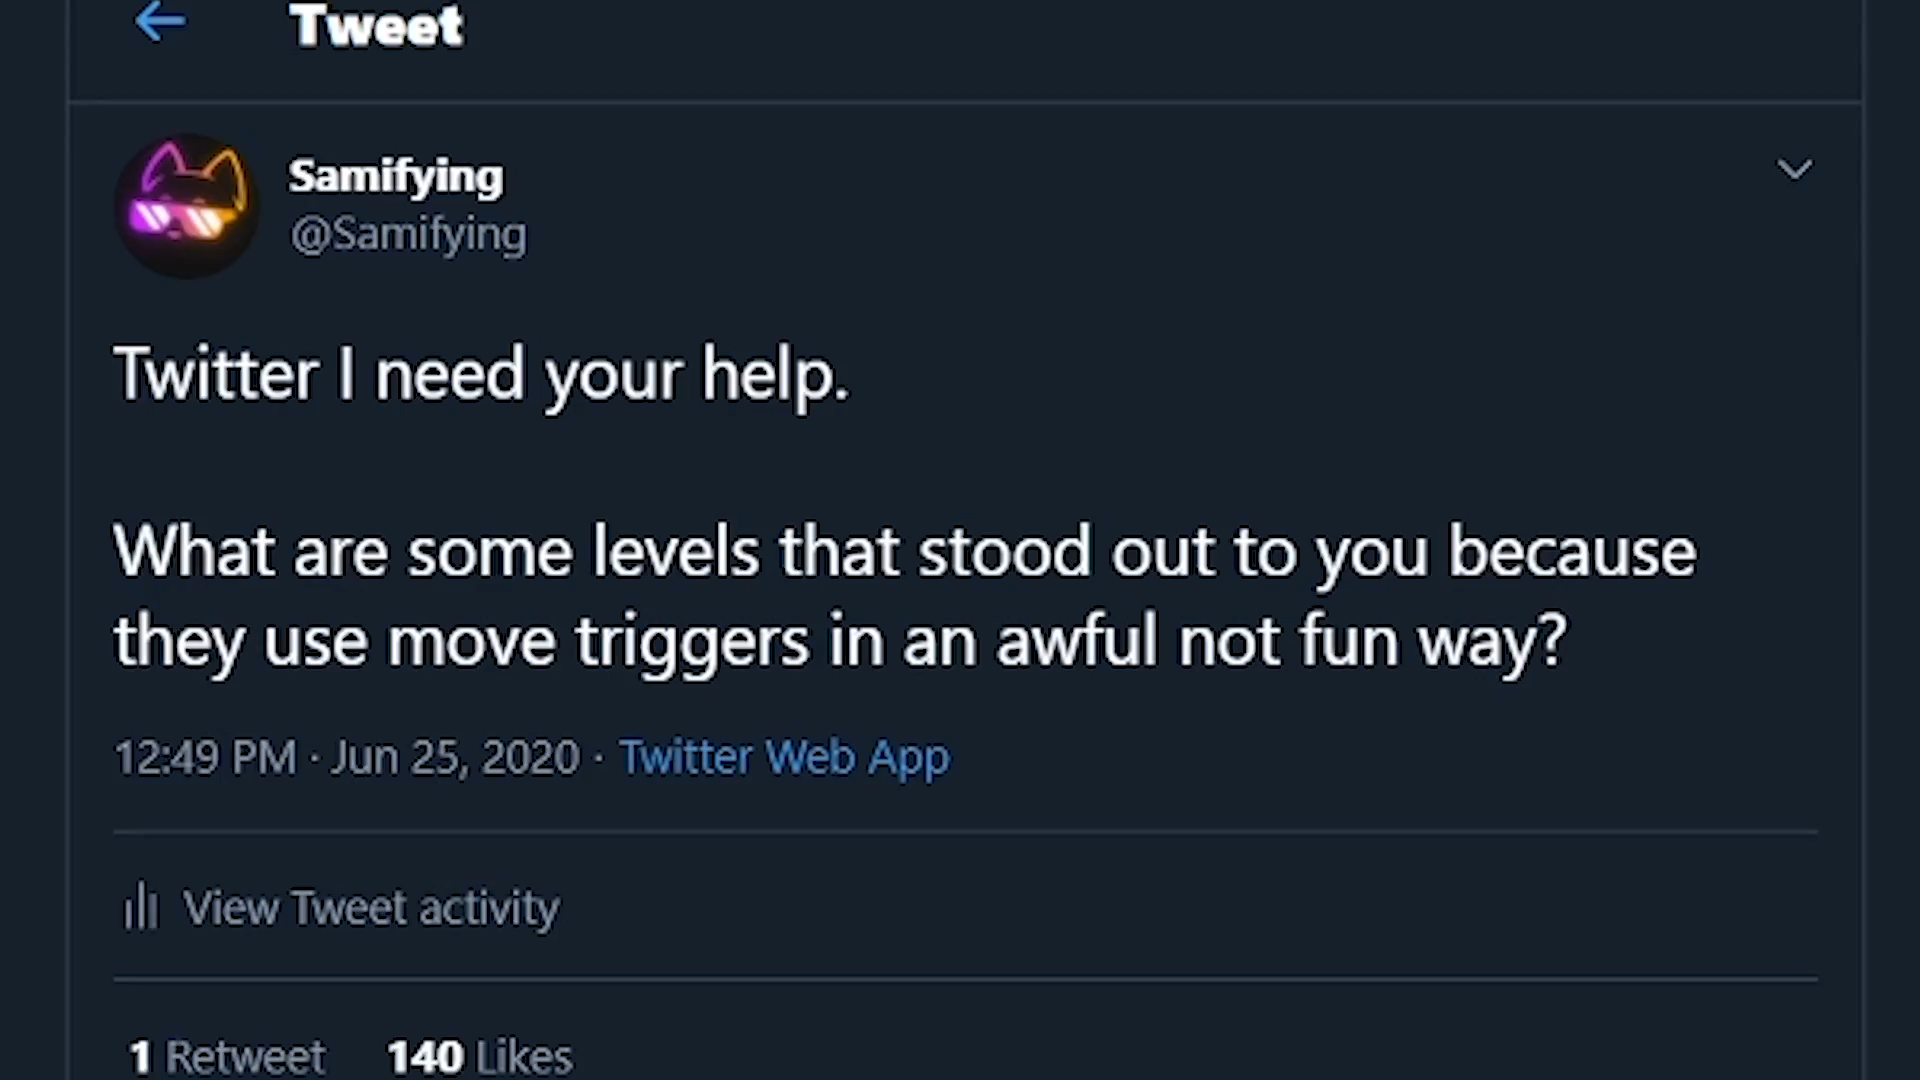 Tweet
Samifying
@Samifying
Twitter I need your help.
What are some levels that stood out to you because
they use move triggers in an awful not fun way?
12:49 PM · Jun 25, 2020 · Twitter Web App
View Tweet activity
1 Retweet 140 Likes